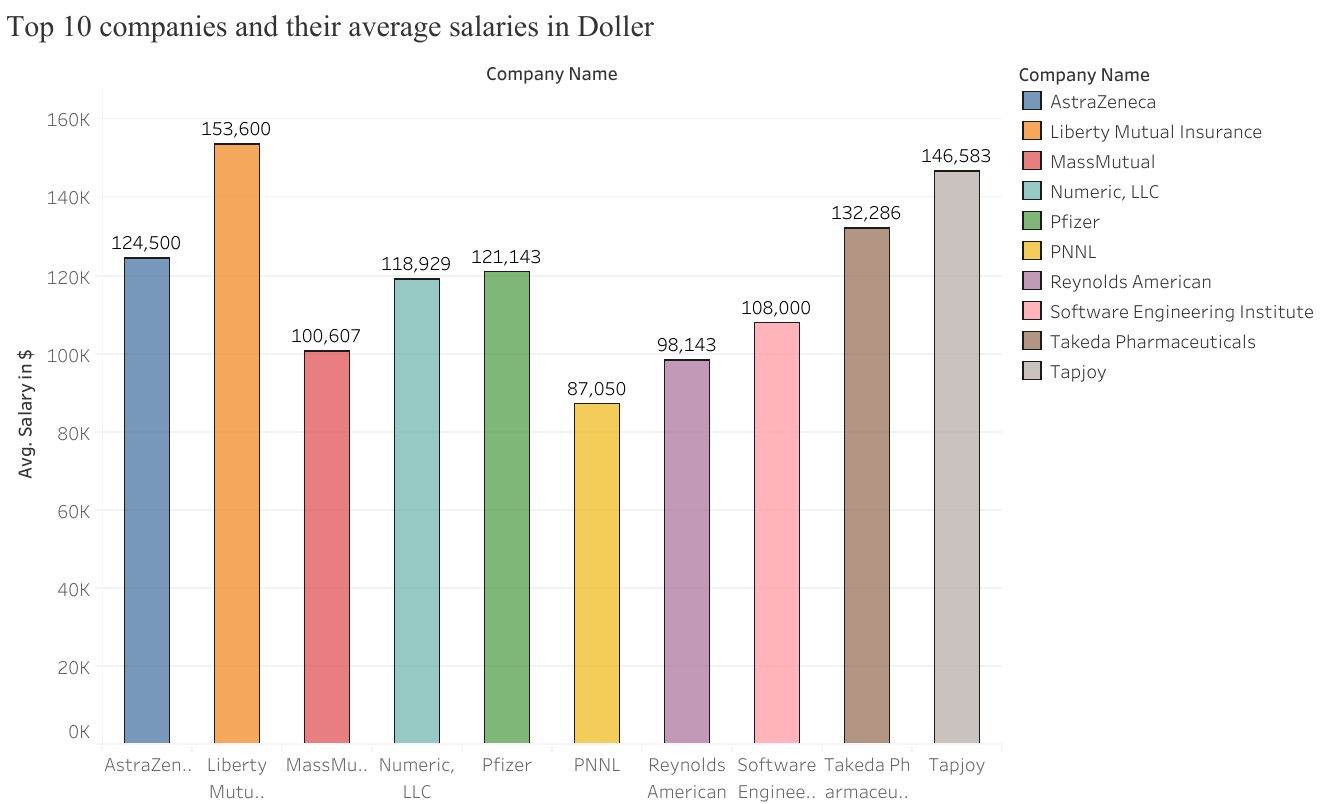 Top 10 companies and their average salaries in Doller
Company Name
Company Name
AstraZeneca
Liberty Mutual Insurance
MassMutual
Numeric, LLC
Pfizer
PNNL
Reynolds American
Software Engineering Institute
Takeda Pharmaceuticals
Tapjoy
Avg. Salary in $
160K
140K
120K
100K
80K
60K
40K
20K
0K
124,500
153,600
100,607
118,929
121,143
87,050
98,143
108,000
132,286
146,583
AstraZen..
Liberty
Mutu..
MassMu..
Numeric,
LLC
Pfizer
PNNL
Reynolds
American
Software
Enginee..
Takeda Ph
armaceu..
Tapjoy